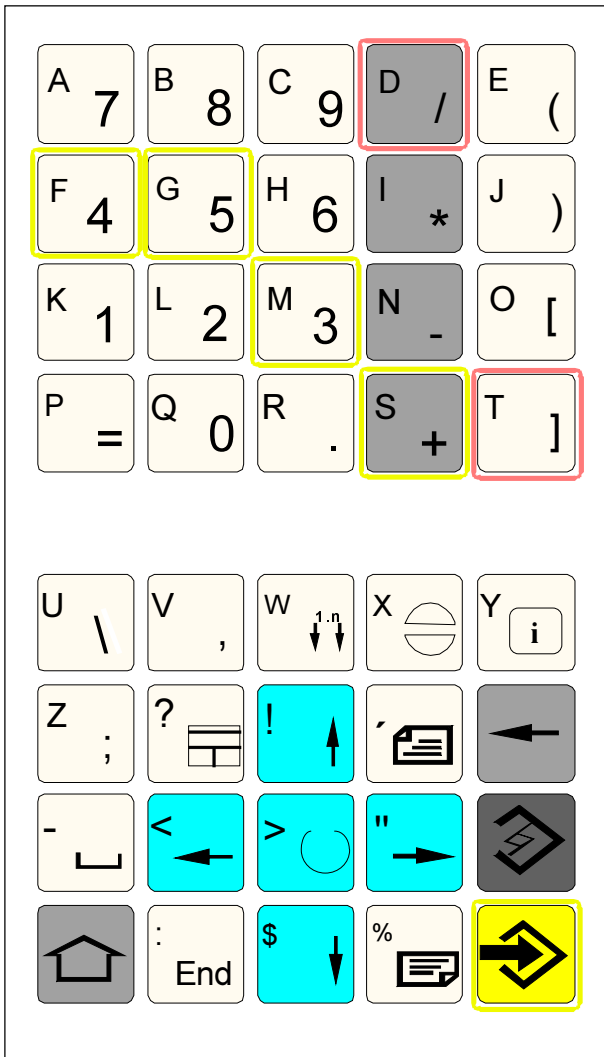 A 7 B 8 C 9 D / E (
F 4 G 5 H 6 I * J )
K 1 L 2 M 3 N - O [
P = Q 0 R . S + T ]
U \ V , W 1.n X Y i
Z ; ? ! ´
- < > "
: End $ %